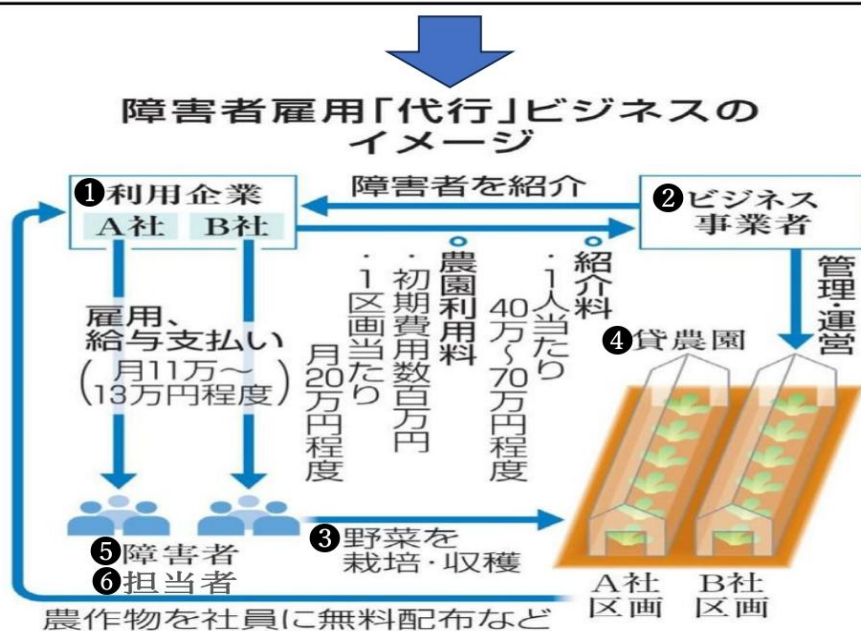 障害者雇用「代行」ビジネスの
イメージ
❶利用企業
A社 B社
障害者を紹介
❷ビジネス
事業者
雇用、
給与支払い
(月11万〜
13万円程度)
紹介料
・1人当たり
40万〜70万円程度
農園利用料
・初期費用数百万円
・1区画当たり
月20万円程度
管理・運営
❹貸農園
❺障害者
❻担当者
❸野菜を
栽培・収穫
A社
区画
B社
区画
農作物を社員に無料配布など